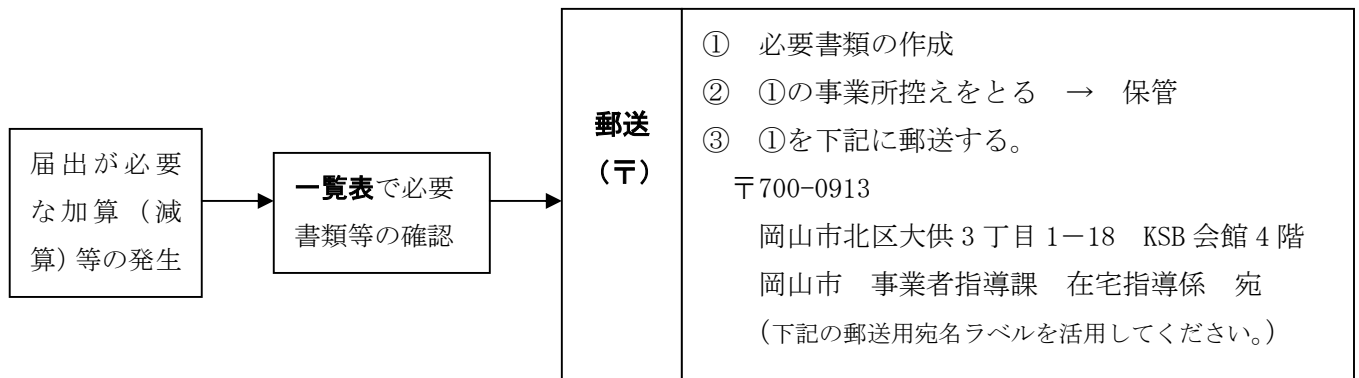 届出が必要
な加算（減
算）等の発生
一覧表で必要
書類等の確認
郵送
（〒）
①　必要書類の作成
②　①の事業所控えをとる　→　保管
③　①を下記に郵送する。
〒700-0913
岡山市北区大供３丁目1－18　KSB会館４階
岡山市　事業者指導課　在宅指導係　宛
（下記の郵送用宛名ラベルを活用してください。）